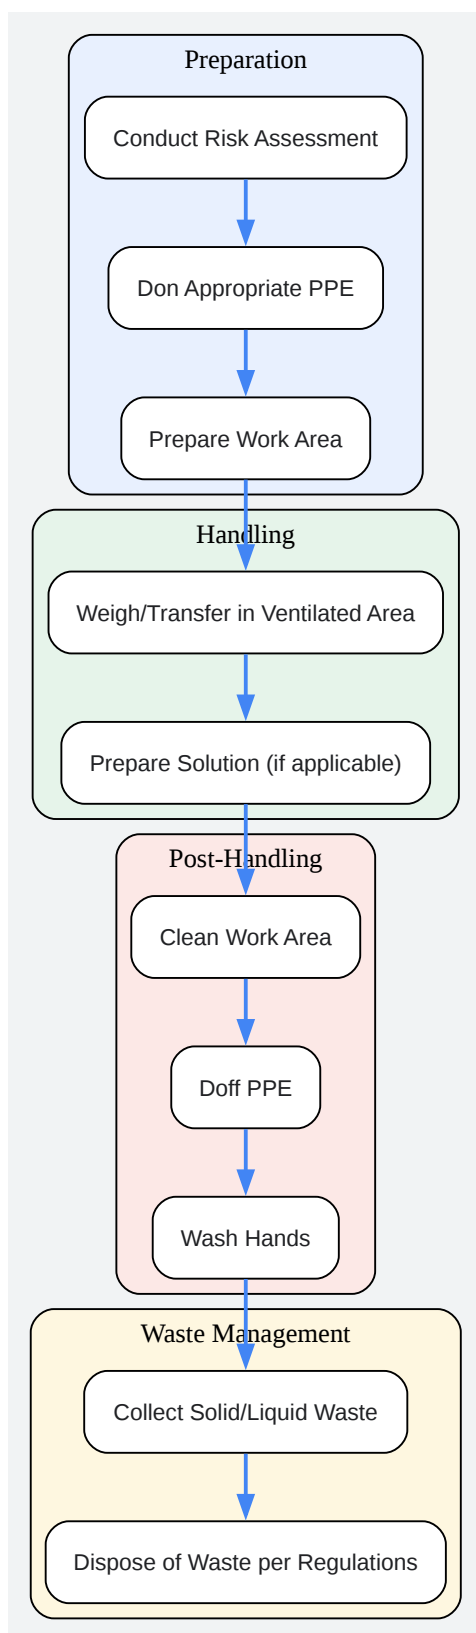 Preparation
Conduct Risk Assessment
Don Appropriate PPE
Prepare Work Area
Handling
Weigh/Transfer in Ventilated Area
Prepare Solution (if applicable)
Post-Handling
Clean Work Area
Doff PPE
Wash Hands
Waste Management
Collect Solid/Liquid Waste
Dispose of Waste per Regulations